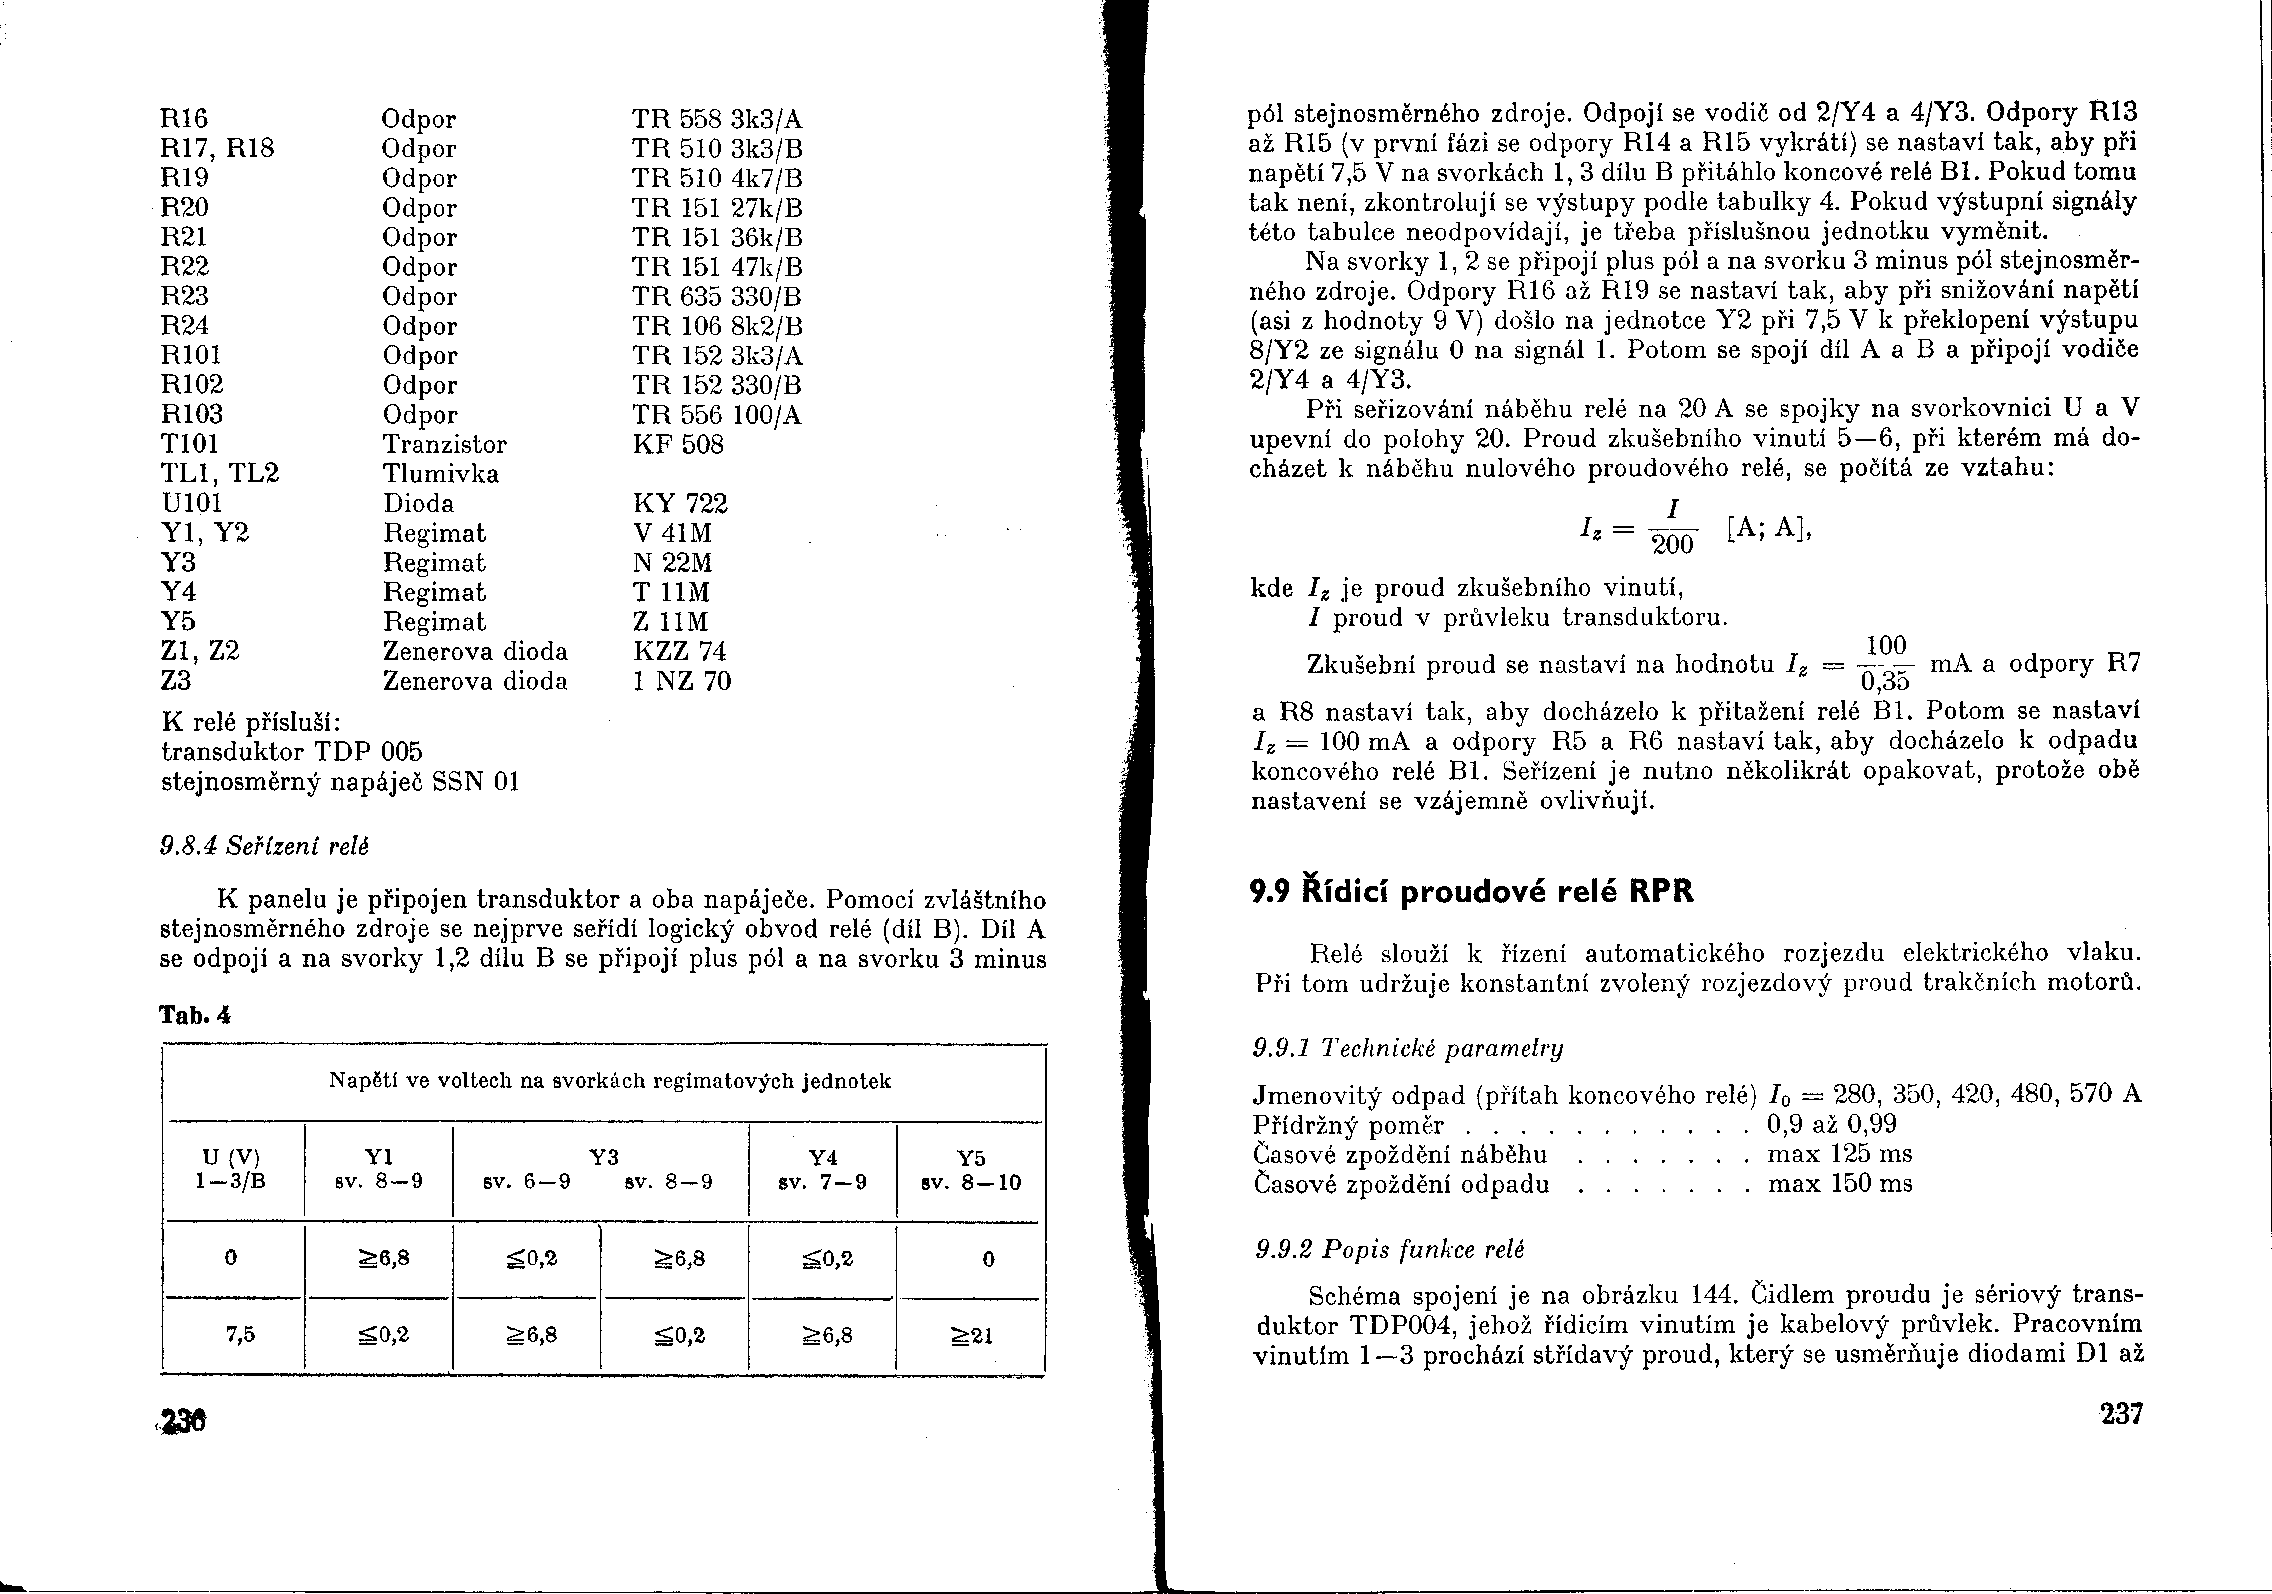 R16 Odpor TR 558 3k3/A
R17, R18 Odpor TR 510 3k3/B
R19 Odpor TR 510 4k7/B
R20 Odpor TR 151 27k/B
R21 Odpor TR 151 36k/B
R22 Odpor TR 151 47k/B
R23 Odpor TR 635 330/B
R24 Odpor TR 106 8k2/B
R101 Odpor TR 152 3k3/A
R102 Odpor TR 152 330/B
R103 Odpor TR 556 100/A
T101 Tranzistor KF 508
TL1, TL2 Tlumivka
U101 Dioda KY 722
Y1, Y2 Regimat V 41M
Y3 Regimat N 22M
Y4 Regimat T 11M
Y5 Regimat Z 11M
Z1, Z2 Zenerova dioda KZZ 74
Z3 Zenerova dioda 1 NZ 70
K relé přísluší:
transduktor TDP 005
stejnosměrný napáječ SSN 01
9.8.4 Seřízení relé
K panelu je připojen transduktor a oba napáječe. Pomocí zvláštního
stejnosměrného zdroje se nejprve seřídí logický obvod relé (díl B). Díl A
se odpojí a na svorky 1,2 dílu B se připojí plus pól a na svorku 3 minus
Tab. 4
Napětí ve voltech na svorkách regimatových jednotek
U (V) Y1 Y3 Y4 Y5
1—3/B sv. 8—9 sv. 6—9 sv. 8—9 sv. 7—9 sv. 8—10
0 ≧6,8 ≦0,2 ≧6,8 ≦0,2 0
7,5 ≦0,2 ≧6,8 ≦0,2 ≧6,8 ≧21
236
pól stejnosměrného zdroje. Odpojí se vodič od 2/Y4 a 4/Y3. Odpory R13
až R15 (v první fázi se odpory R14 a R15 vykrátí) se nastaví tak, aby při
napětí 7,5 V na svorkách 1, 3 dílu B přitáhlo koncové relé B1. Pokud tomu
tak není, zkontrolují se výstupy podle tabulky 4. Pokud výstupní signály
této tabulce neodpovídají, je třeba příslušnou jednotku vyměnit.
Na svorky 1, 2 se připojí plus pól a na svorku 3 minus pól stejnosměr-
ného zdroje. Odpory R16 až R19 se nastaví tak, aby při snižování napětí
(asi z hodnoty 9 V) došlo na jednotce Y2 při 7,5 V k překlopení výstupu
8/Y2 ze signálu 0 na signál 1. Potom se spojí díl A a B a připojí vodiče
2/Y4 a 4/Y3.
Při seřizování náběhu relé na 20 A se spojky na svorkovnici U a V
upevní do polohy 20. Proud zkušebního vinutí 5—6, při kterém má do-
cházet k náběhu nulového proudového relé, se počítá ze vztahu:
I_z = I/200 [A; A],
kde I_z je proud zkušebního vinutí,
I proud v průvleku transduktoru.
Zkušební proud se nastaví na hodnotu I_z = 100/0,35 mA a odpory R7
a R8 nastaví tak, aby docházelo k přitažení relé B1. Potom se nastaví
I_z = 100 mA a odpory R5 a R6 nastaví tak, aby docházelo k odpadu
koncového relé B1. Seřízení je nutno několikrát opakovat, protože obě
nastavení se vzájemně ovlivňují.
9.9 Řídicí proudové relé RPR
Relé slouží k řízení automatického rozjezdu elektrického vlaku.
Při tom udržuje konstantní zvolený rozjezdový proud trakčních motorů.
9.9.1 Technické parametry
Jmenovitý odpad (přítah koncového relé) I₀ = 280, 350, 420, 480, 570 A
Přídržný poměr . . . . . . . . . . . 0,9 až 0,99
Časové zpoždění náběhu . . . . . . . max 125 ms
Časové zpoždění odpadu . . . . . . . max 150 ms
9.9.2 Popis funkce relé
Schéma spojení je na obrázku 144. Čidlem proudu je sériový trans-
duktor TDP004, jehož řídicím vinutím je kabelový průvlek. Pracovním
vinutím 1—3 prochází střídavý proud, který se usměrňuje diodami D1 až
237